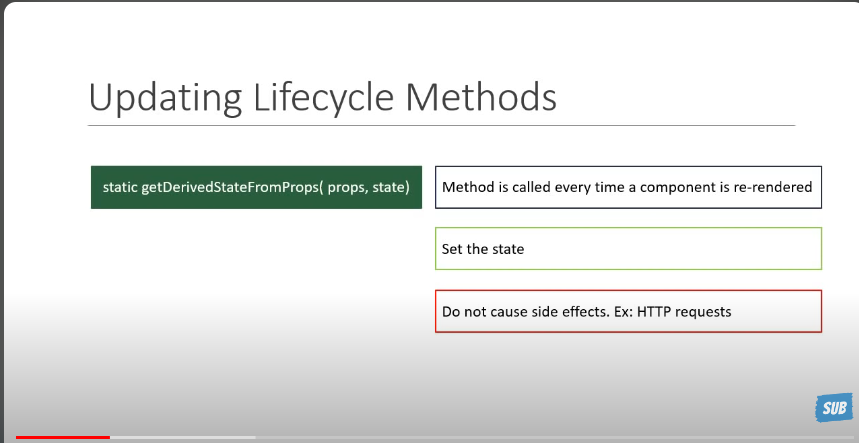 Updating Lifecycle Methods
static getDerivedStateFromProps( props, state)
Method is called every time a component is re-rendered
Set the state
Do not cause side effects. Ex: HTTP requests
SUB